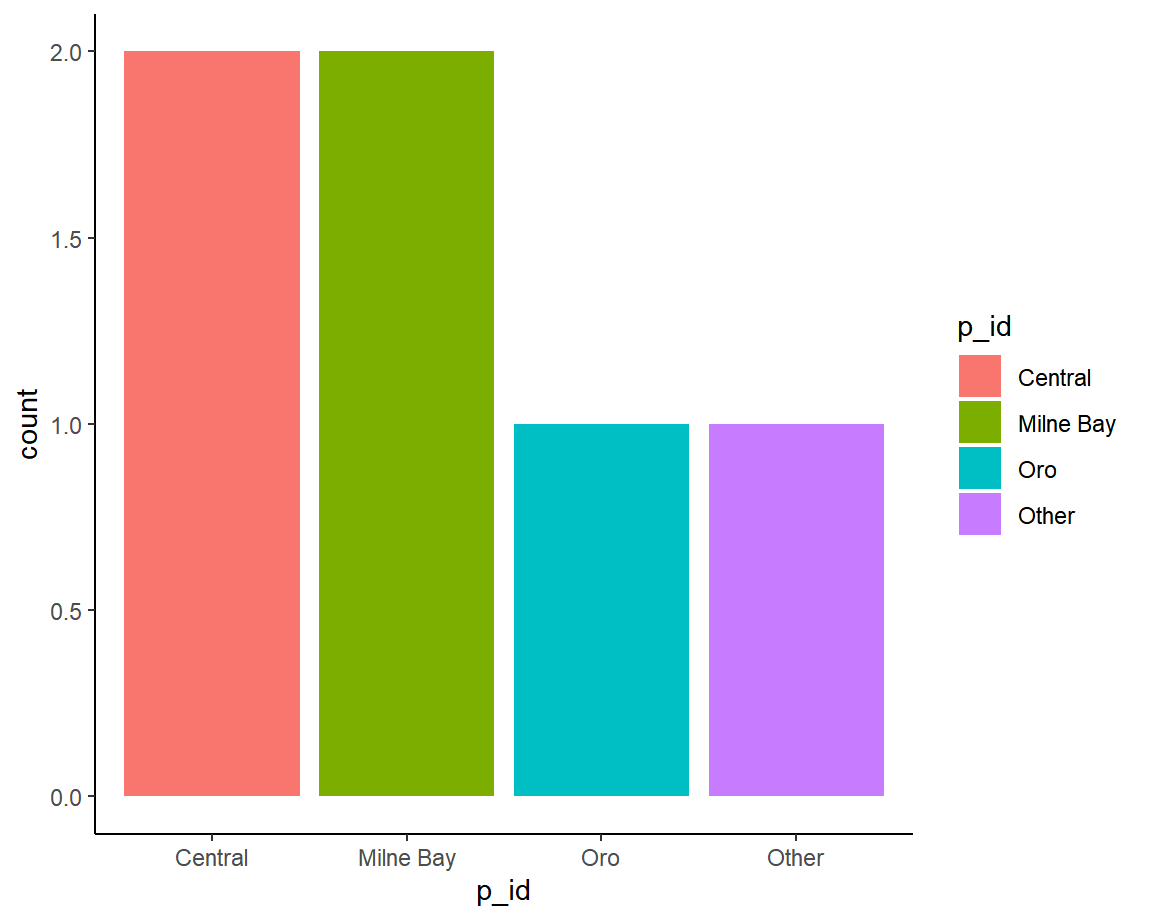 2.0
1.5
1.0
0.5
0.0
count
Central Milne Bay Oro Other
p_id
p_id
Central
Milne Bay
Oro
Other